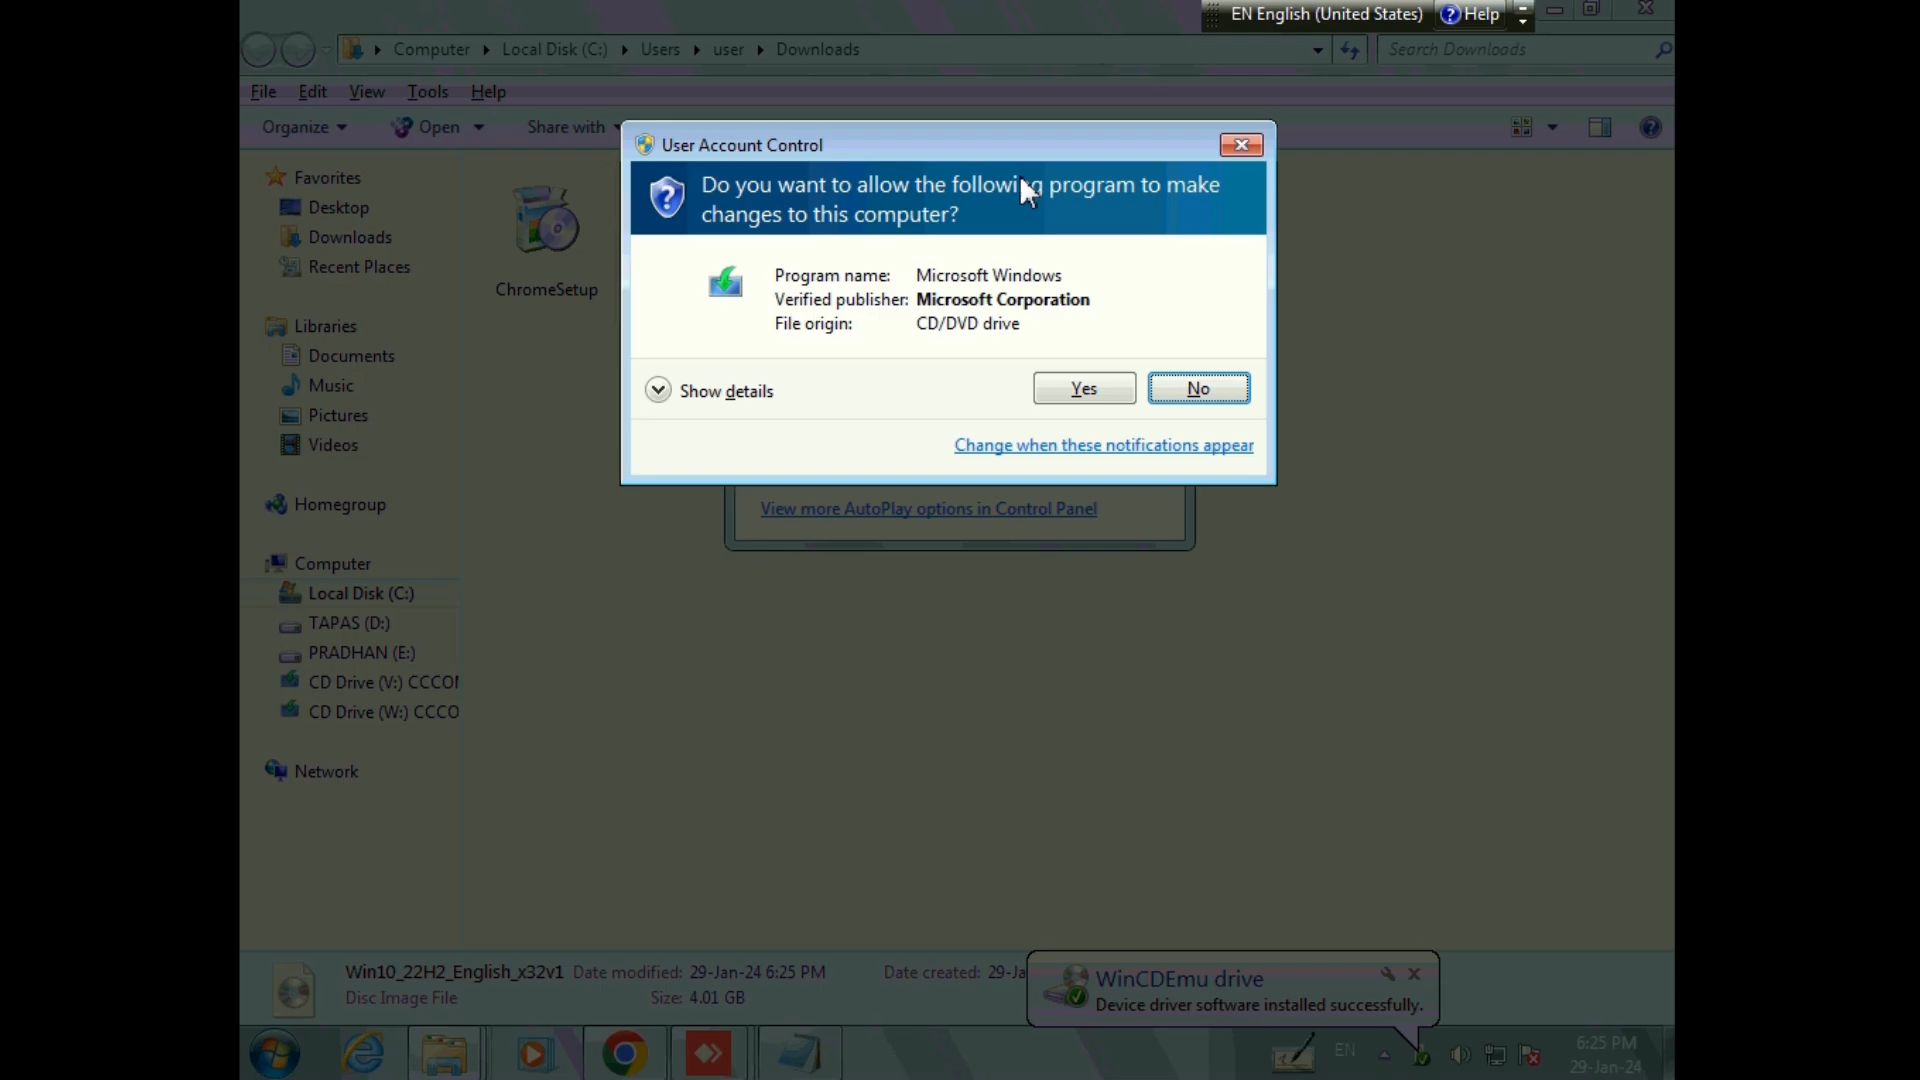 EN English (United States) Help
Computer Local Disk (C:) Users user Downloads Search Downloads
File Edit View Tools Help
Organize Open Share with
Favorites
Desktop
Downloads
Recent Places
Libraries
Documents
Music
Pictures
Videos
Homegroup
Computer
Local Disk (C:)
TAPAS (D:)
PRADHAN (E:)
CD Drive (V:) CCCO
CD Drive (W:) CCCO
Network
ChromeSetup
User Account Control
Do you want to allow the following program to make
changes to this computer?
Program name: Microsoft Windows
Verified publisher: Microsoft Corporation
File origin: CD/DVD drive
Show details Yes No
Change when these notifications appear
View more AutoPlay options in Control Panel
Win10_22H2_English_x32v1 Date modified: 29-Jan-24 6:25 PM Date created: 29-Ja
Disc Image File Size: 4.01 GB
WinCDEmu drive
Device driver software installed successfully.
EN
6:25 PM
29-Jan-24